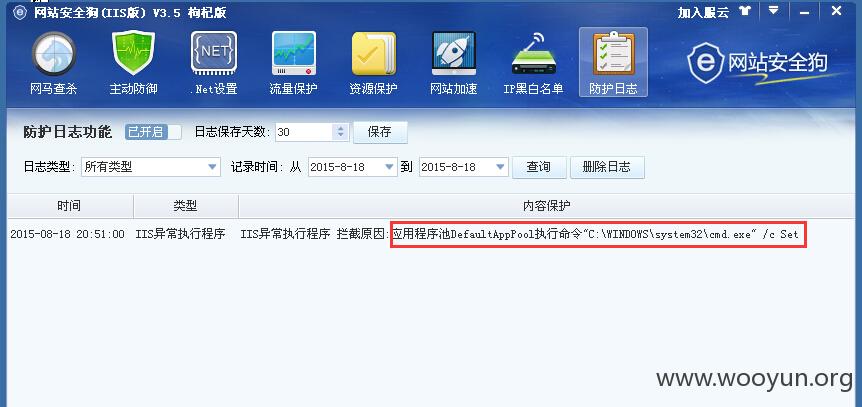 网站安全狗(IIS版) V3.5 枸杞版 加入服云
网马查杀 主动防御 .Net设置 流量保护 资源保护 网站加速 IP黑白名单 防护日志 网站安全狗
.NET
防护日志功能 已开启 日志保存天数: 30 保存
日志类型: 所有类型 记录时间: 从 2015-8-18 到 2015-8-18 查询 删除日志
时间 类型 内容保护
2015-08-18 20:51:00 IIS异常执行程序 IIS异常执行程序 拦截原因:应用程序池DefaultAppPool执行命令"C:\WINDOWS\system32\cmd.exe" /c Set
www.wooyun.org